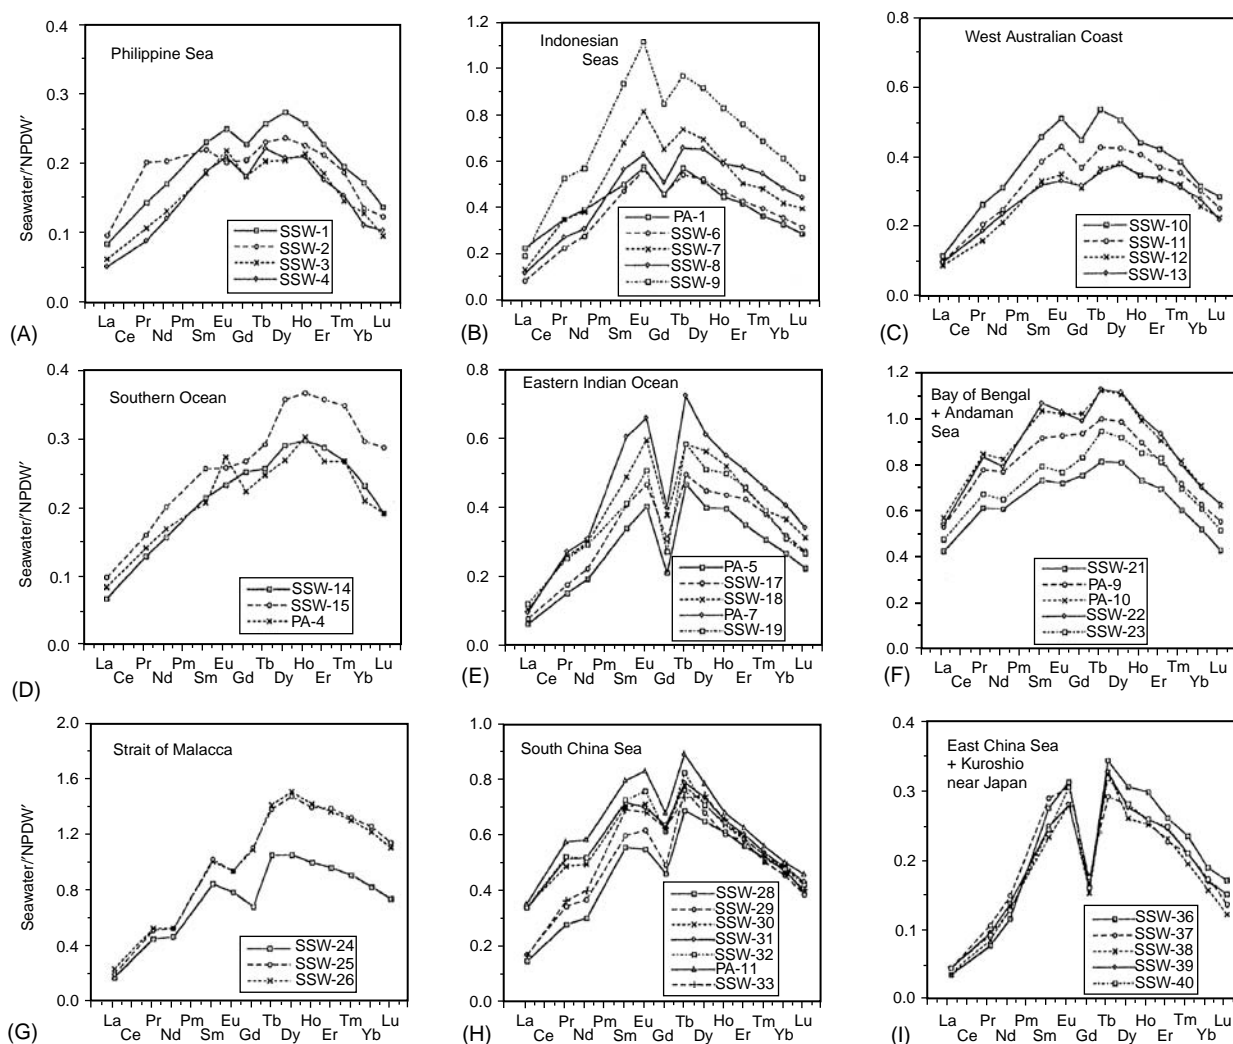 0.4
Philippine Sea
0.3
0.2
0.1
0.0
Seawater/'NPDW'
SSW-1
SSW-2
SSW-3
SSW-4
La Pr Pm Eu Tb Ho Tm Lu
Ce Nd Sm Gd Dy Er Yb
(A)
1.2
Indonesian
Seas
1.0
0.8
0.6
0.4
0.2
0.0
PA-1
SSW-6
SSW-7
SSW-8
SSW-9
La Pr Pm Eu Tb Ho Tm Lu
Ce Nd Sm Gd Dy Er Yb
(B)
0.8
West Australian Coast
0.6
0.4
0.2
0.0
SSW-10
SSW-11
SSW-12
SSW-13
La Pr Pm Eu Tb Ho Tm Lu
Ce Nd Sm Gd Dy Er Yb
(C)
0.4
Southern Ocean
0.3
0.2
0.1
0.0
Seawater/'NPDW'
SSW-14
SSW-15
PA-4
La Pr Pm Eu Tb Ho Tm Lu
Ce Nd Sm Gd Dy Er Yb
(D)
0.8
Eastern Indian Ocean
0.6
0.4
0.2
0.0
PA-5
SSW-17
SSW-18
PA-7
SSW-19
La Pr Pm Eu Tb Ho Tm Lu
Ce Nd Sm Gd Dy Er Yb
(E)
1.2
Bay of Bengal
+ Andaman
Sea
1.0
0.8
0.6
0.4
0.2
0.0
SSW-21
PA-9
PA-10
SSW-22
SSW-23
La Pr Pm Eu Tb Ho Tm Lu
Ce Nd Sm Gd Dy Er Yb
(F)
2.0
Strait of Malacca
1.6
1.2
0.8
0.4
0.0
Seawater/'NPDW'
SSW-24
SSW-25
SSW-26
La Pr Pm Eu Tb Ho Tm Lu
Ce Nd Sm Gd Dy Er Yb
(G)
1.0
South China Sea
0.8
0.6
0.4
0.2
0.0
SSW-28
SSW-29
SSW-30
SSW-31
SSW-32
PA-11
SSW-33
La Pr Pm Eu Tb Ho Tm Lu
Ce Nd Sm Gd Dy Er Yb
(H)
0.4
East China Sea
+ Kuroshio
near Japan
0.3
0.2
0.1
0.0
SSW-36
SSW-37
SSW-38
SSW-39
SSW-40
La Pr Pm Eu Tb Ho Tm Lu
Ce Nd Sm Gd Dy Er Yb
(I)